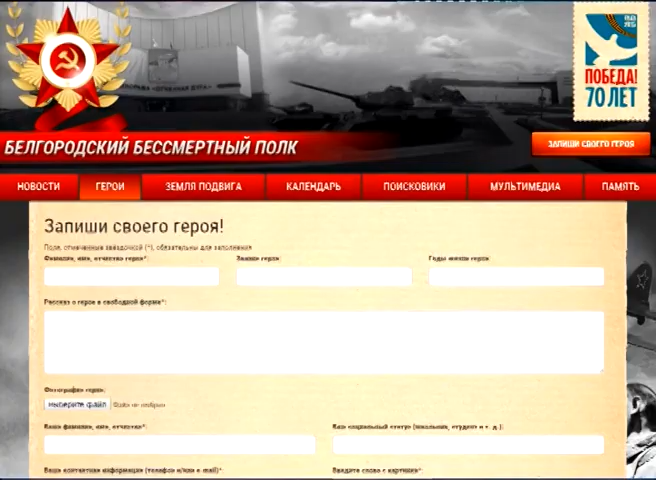 ПОБЕДА!
70 ЛЕТ
БЕЛГОРОДСКИЙ БЕССМЕРТНЫЙ ПОЛК
ЗАПИШИ СВОЕГО ГЕРОЯ
НОВОСТИ ГЕРОИ ЗЕМЛЯ ПОДВИГА КАЛЕНДАРЬ ПОИСКОВИКИ МУЛЬТИМЕДИА ПАМЯТЬ
Запиши своего героя!
Поля, отмеченные звёздочкой (*), обязательны для заполнения
Фамилия, имя, отчество героя*: Звание героя: Годы жизни героя:
Рассказ о герое в свободной форме*:
Фотография героя:
Выберите файл Файл не выбран
Ваши фамилия, имя, отчество*: Ваш социальный статус (школьник, студент и т. д.):
Ваша контактная информация (телефон и/или e-mail)*: Введите слово с картинки*: